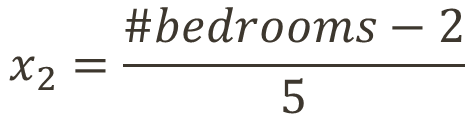 x₂ = (#bedrooms − 2) / 5